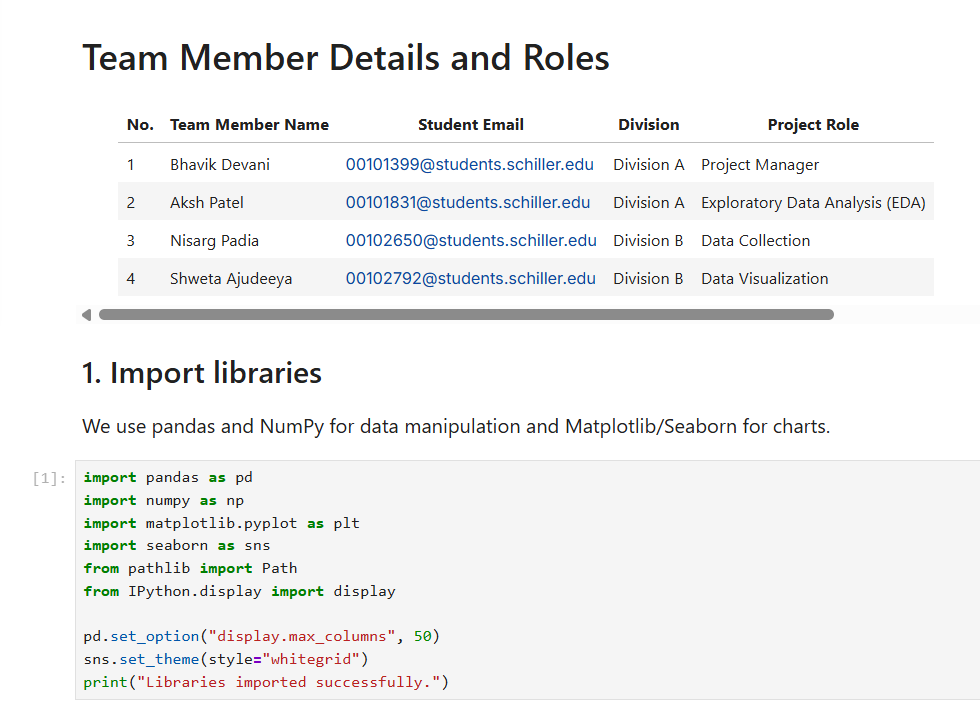 Team Member Details and Roles
No. Team Member Name Student Email Division Project Role
1 Bhavik Devani 00101399@students.schiller.edu Division A Project Manager
2 Aksh Patel 00101831@students.schiller.edu Division A Exploratory Data Analysis (EDA)
3 Nisarg Padia 00102650@students.schiller.edu Division B Data Collection
4 Shweta Ajudeeya 00102792@students.schiller.edu Division B Data Visualization
1. Import libraries
We use pandas and NumPy for data manipulation and Matplotlib/Seaborn for charts.
[1]:
import pandas as pd
import numpy as np
import matplotlib.pyplot as plt
import seaborn as sns
from pathlib import Path
from IPython.display import display
pd.set_option("display.max_columns", 50)
sns.set_theme(style="whitegrid")
print("Libraries imported successfully.")